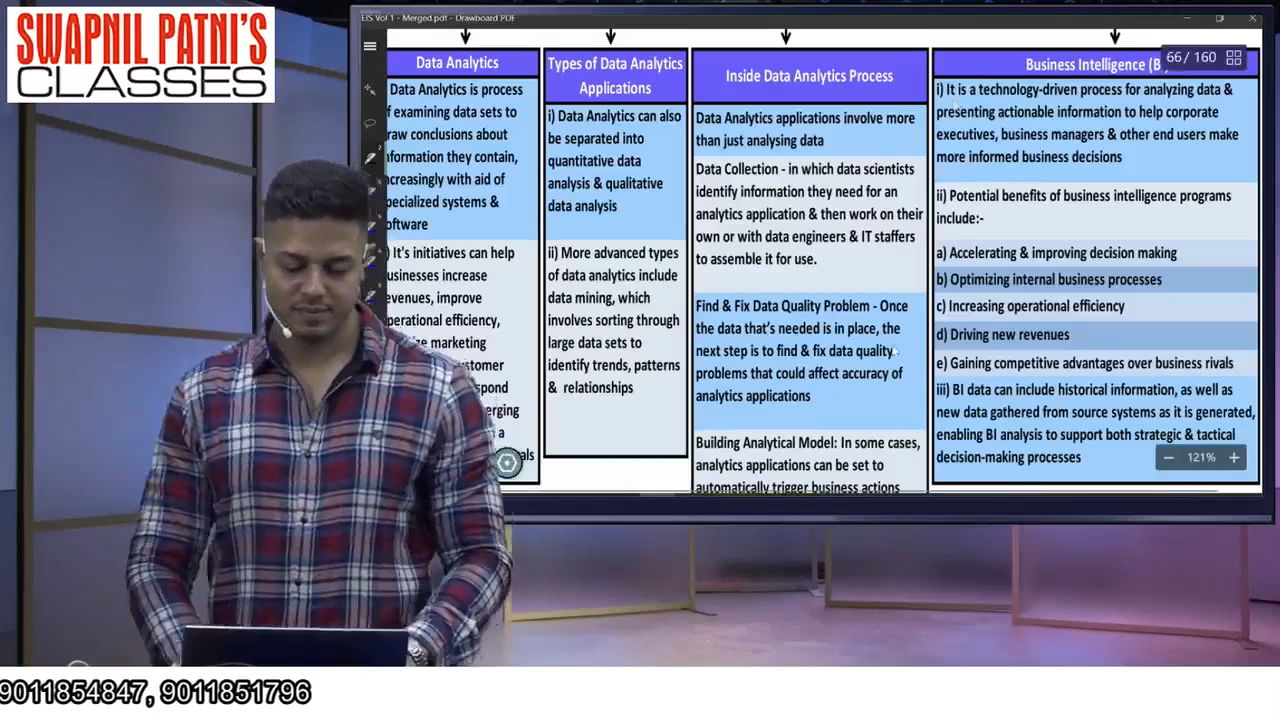 SWAPNIL PATNI'S
CLASSES
EIS Vol 1 - Merged.pdf - Drawboard PDF
66 / 160
Data Analytics
Data Analytics is process
examining data sets to
conclusions about
they contain,
with aid of
systems &
It's initiatives can help
increase
improve
efficiency,
marketing
a
Types of Data Analytics
Applications
i) Data Analytics can also
be separated into
quantitative data
analysis & qualitative
data analysis
ii) More advanced types
of data analytics include
data mining, which
involves sorting through
large data sets to
identify trends, patterns
& relationships
Inside Data Analytics Process
Data Analytics applications involve more
than just analysing data
Data Collection - in which data scientists
identify information they need for an
analytics application & then work on their
own or with data engineers & IT staffers
to assemble it for use.
Find & Fix Data Quality Problem - Once
the data that's needed is in place, the
next step is to find & fix data quality
problems that could affect accuracy of
analytics applications
Building Analytical Model: In some cases,
analytics applications can be set to
automatically trigger business actions
Business Intelligence (B
i) It is a technology-driven process for analyzing data &
presenting actionable information to help corporate
executives, business managers & other end users make
more informed business decisions
ii) Potential benefits of business intelligence programs
include:-
a) Accelerating & improving decision making
b) Optimizing internal business processes
c) Increasing operational efficiency
d) Driving new revenues
e) Gaining competitive advantages over business rivals
iii) BI data can include historical information, as well as
new data gathered from source systems as it is generated,
enabling BI analysis to support both strategic & tactical
decision-making processes
121%
9011854847, 9011851796